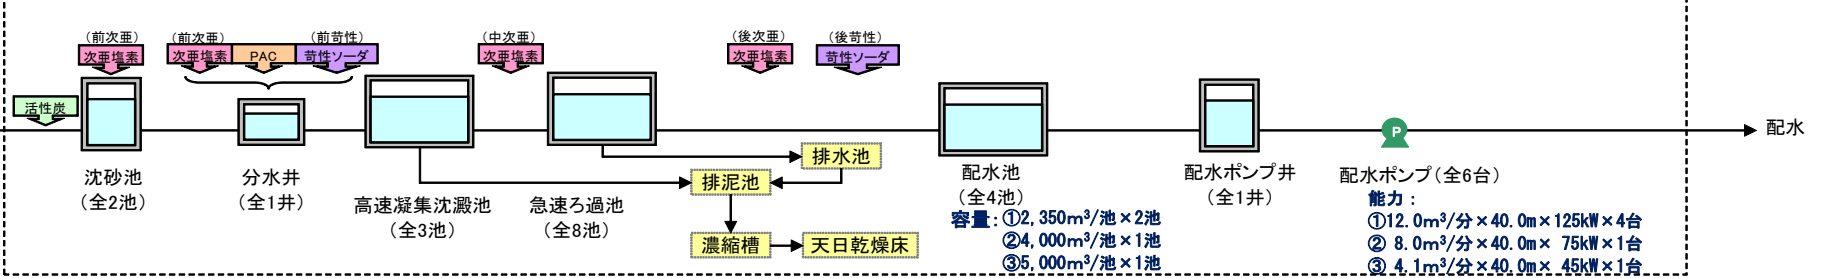 (前次亜) (前次亜) (前苛性) (中次亜) (後次亜) (後苛性)
次亜塩素 次亜塩素 PAC 苛性ソーダ 次亜塩素 次亜塩素 苛性ソーダ
活性炭
P
配水
排水池
排泥池
濃縮槽 天日乾燥床
沈砂池
(全2池)
分水井
(全1井)
高速凝集沈澱池
(全3池)
急速ろ過池
(全8池)
配水池
(全4池)
容量:①2,350m³/池×2池
②4,000m³/池×1池
③5,000m³/池×1池
配水ポンプ井
(全1井)
配水ポンプ(全6台)
能力:
①12.0m³/分×40.0m×125kW×4台
② 8.0m³/分×40.0m× 75kW×1台
③ 4.1m³/分×40.0m× 45kW×1台